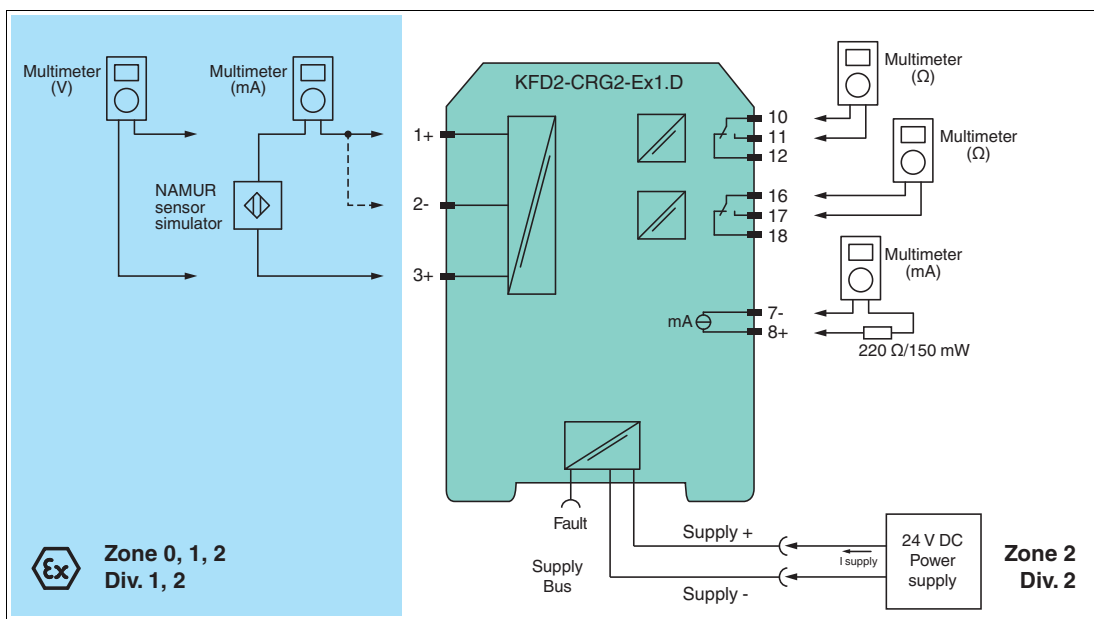 Multimeter
(V)
Multimeter
(mA)
NAMUR
sensor
simulator
1+
2-
3+
KFD2-CRG2-Ex1.D
10
11
12
16
17
18
mA
7-
8+
Multimeter
(Ω)
Multimeter
(Ω)
Multimeter
(mA)
220 Ω/150 mW
Fault
Supply
Bus
Supply +
Supply -
I supply
24 V DC
Power
supply
Ex
Zone 0, 1, 2
Div. 1, 2
Zone 2
Div. 2